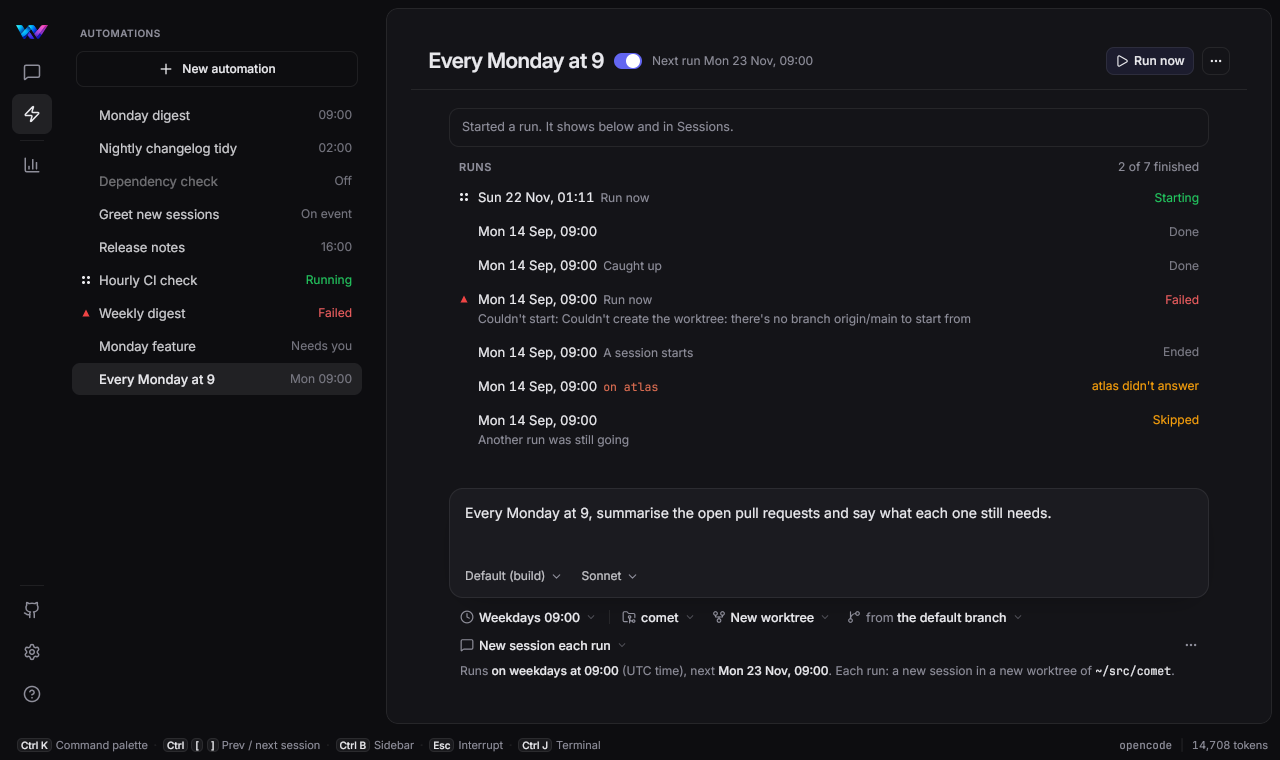 AUTOMATIONS
New automation
Monday digest 09:00
Nightly changelog tidy 02:00
Dependency check Off
Greet new sessions On event
Release notes 16:00
Hourly CI check Running
Weekly digest Failed
Monday feature Needs you
Every Monday at 9 Mon 09:00
Every Monday at 9 Next run Mon 23 Nov, 09:00 Run now
Started a run. It shows below and in Sessions.
RUNS 2 of 7 finished
Sun 22 Nov, 01:11 Run now Starting
Mon 14 Sep, 09:00 Done
Mon 14 Sep, 09:00 Caught up Done
Mon 14 Sep, 09:00 Run now Failed
Couldn't start: Couldn't create the worktree: there's no branch origin/main to start from
Mon 14 Sep, 09:00 A session starts Ended
Mon 14 Sep, 09:00 on atlas atlas didn't answer
Mon 14 Sep, 09:00 Skipped
Another run was still going
Every Monday at 9, summarise the open pull requests and say what each one still needs.
Default (build) Sonnet
Weekdays 09:00 comet New worktree from the default branch
New session each run
Runs on weekdays at 09:00 (UTC time), next Mon 23 Nov, 09:00. Each run: a new session in a new worktree of ~/src/comet.
Ctrl K Command palette · Ctrl [ ] Prev / next session · Ctrl B Sidebar · Esc Interrupt · Ctrl J Terminal opencode 14,708 tokens